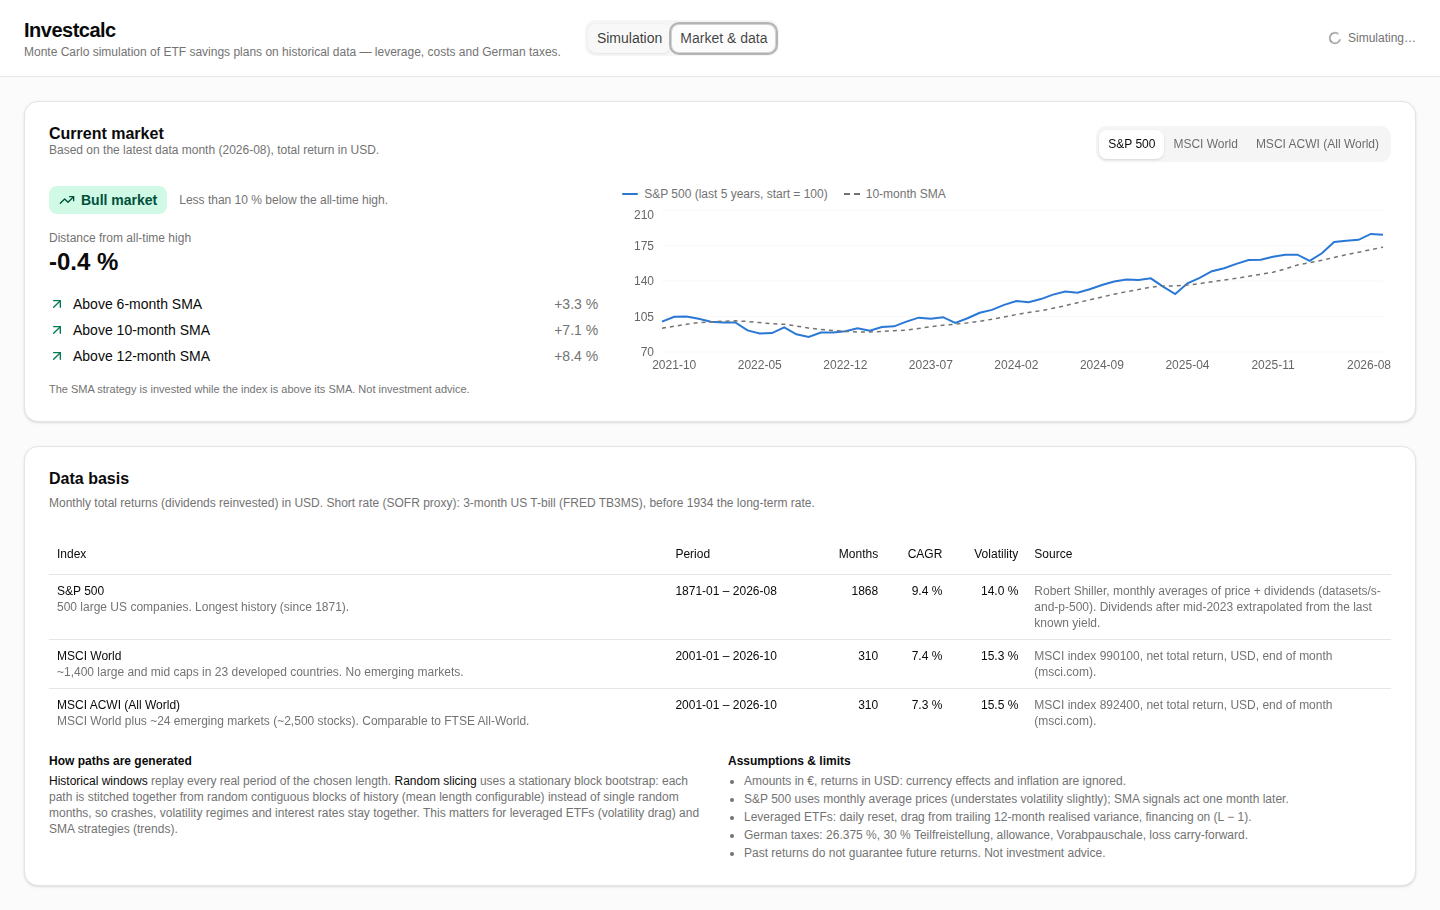 Investcalc
Monte Carlo simulation of ETF savings plans on historical data — leverage, costs and German taxes.
Simulation
Market & data
Simulating…
Current market
Based on the latest data month (2026-08), total return in USD.
S&P 500
MSCI World
MSCI ACWI (All World)
Bull market
Less than 10 % below the all-time high.
Distance from all-time high
-0.4 %
Above 6-month SMA
+3.3 %
Above 10-month SMA
+7.1 %
Above 12-month SMA
+8.4 %
The SMA strategy is invested while the index is above its SMA. Not investment advice.
S&P 500 (last 5 years, start = 100)
10-month SMA
210
175
140
105
70
2021-10
2022-05
2022-12
2023-07
2024-02
2024-09
2025-04
2025-11
2026-08
Data basis
Monthly total returns (dividends reinvested) in USD. Short rate (SOFR proxy): 3-month US T-bill (FRED TB3MS), before 1934 the long-term rate.
Index Period Months CAGR Volatility Source
S&P 500 1871-01 – 2026-08 1868 9.4 % 14.0 % Robert Shiller, monthly averages of price + dividends (datasets/s-
500 large US companies. Longest history (since 1871). and-p-500). Dividends after mid-2023 extrapolated from the last
known yield.
MSCI World 2001-01 – 2026-10 310 7.4 % 15.3 % MSCI index 990100, net total return, USD, end of month
~1,400 large and mid caps in 23 developed countries. No emerging markets. (msci.com).
MSCI ACWI (All World) 2001-01 – 2026-10 310 7.3 % 15.5 % MSCI index 892400, net total return, USD, end of month
MSCI World plus ~24 emerging markets (~2,500 stocks). Comparable to FTSE All-World. (msci.com).
How paths are generated
Historical windows replay every real period of the chosen length. Random slicing uses a stationary block bootstrap: each
path is stitched together from random contiguous blocks of history (mean length configurable) instead of single random
months, so crashes, volatility regimes and interest rates stay together. This matters for leveraged ETFs (volatility drag) and
SMA strategies (trends).
Assumptions & limits
• Amounts in €, returns in USD: currency effects and inflation are ignored.
• S&P 500 uses monthly average prices (understates volatility slightly); SMA signals act one month later.
• Leveraged ETFs: daily reset, drag from trailing 12-month realised variance, financing on (L − 1).
• German taxes: 26.375 %, 30 % Teilfreistellung, allowance, Vorabpauschale, loss carry-forward.
• Past returns do not guarantee future returns. Not investment advice.